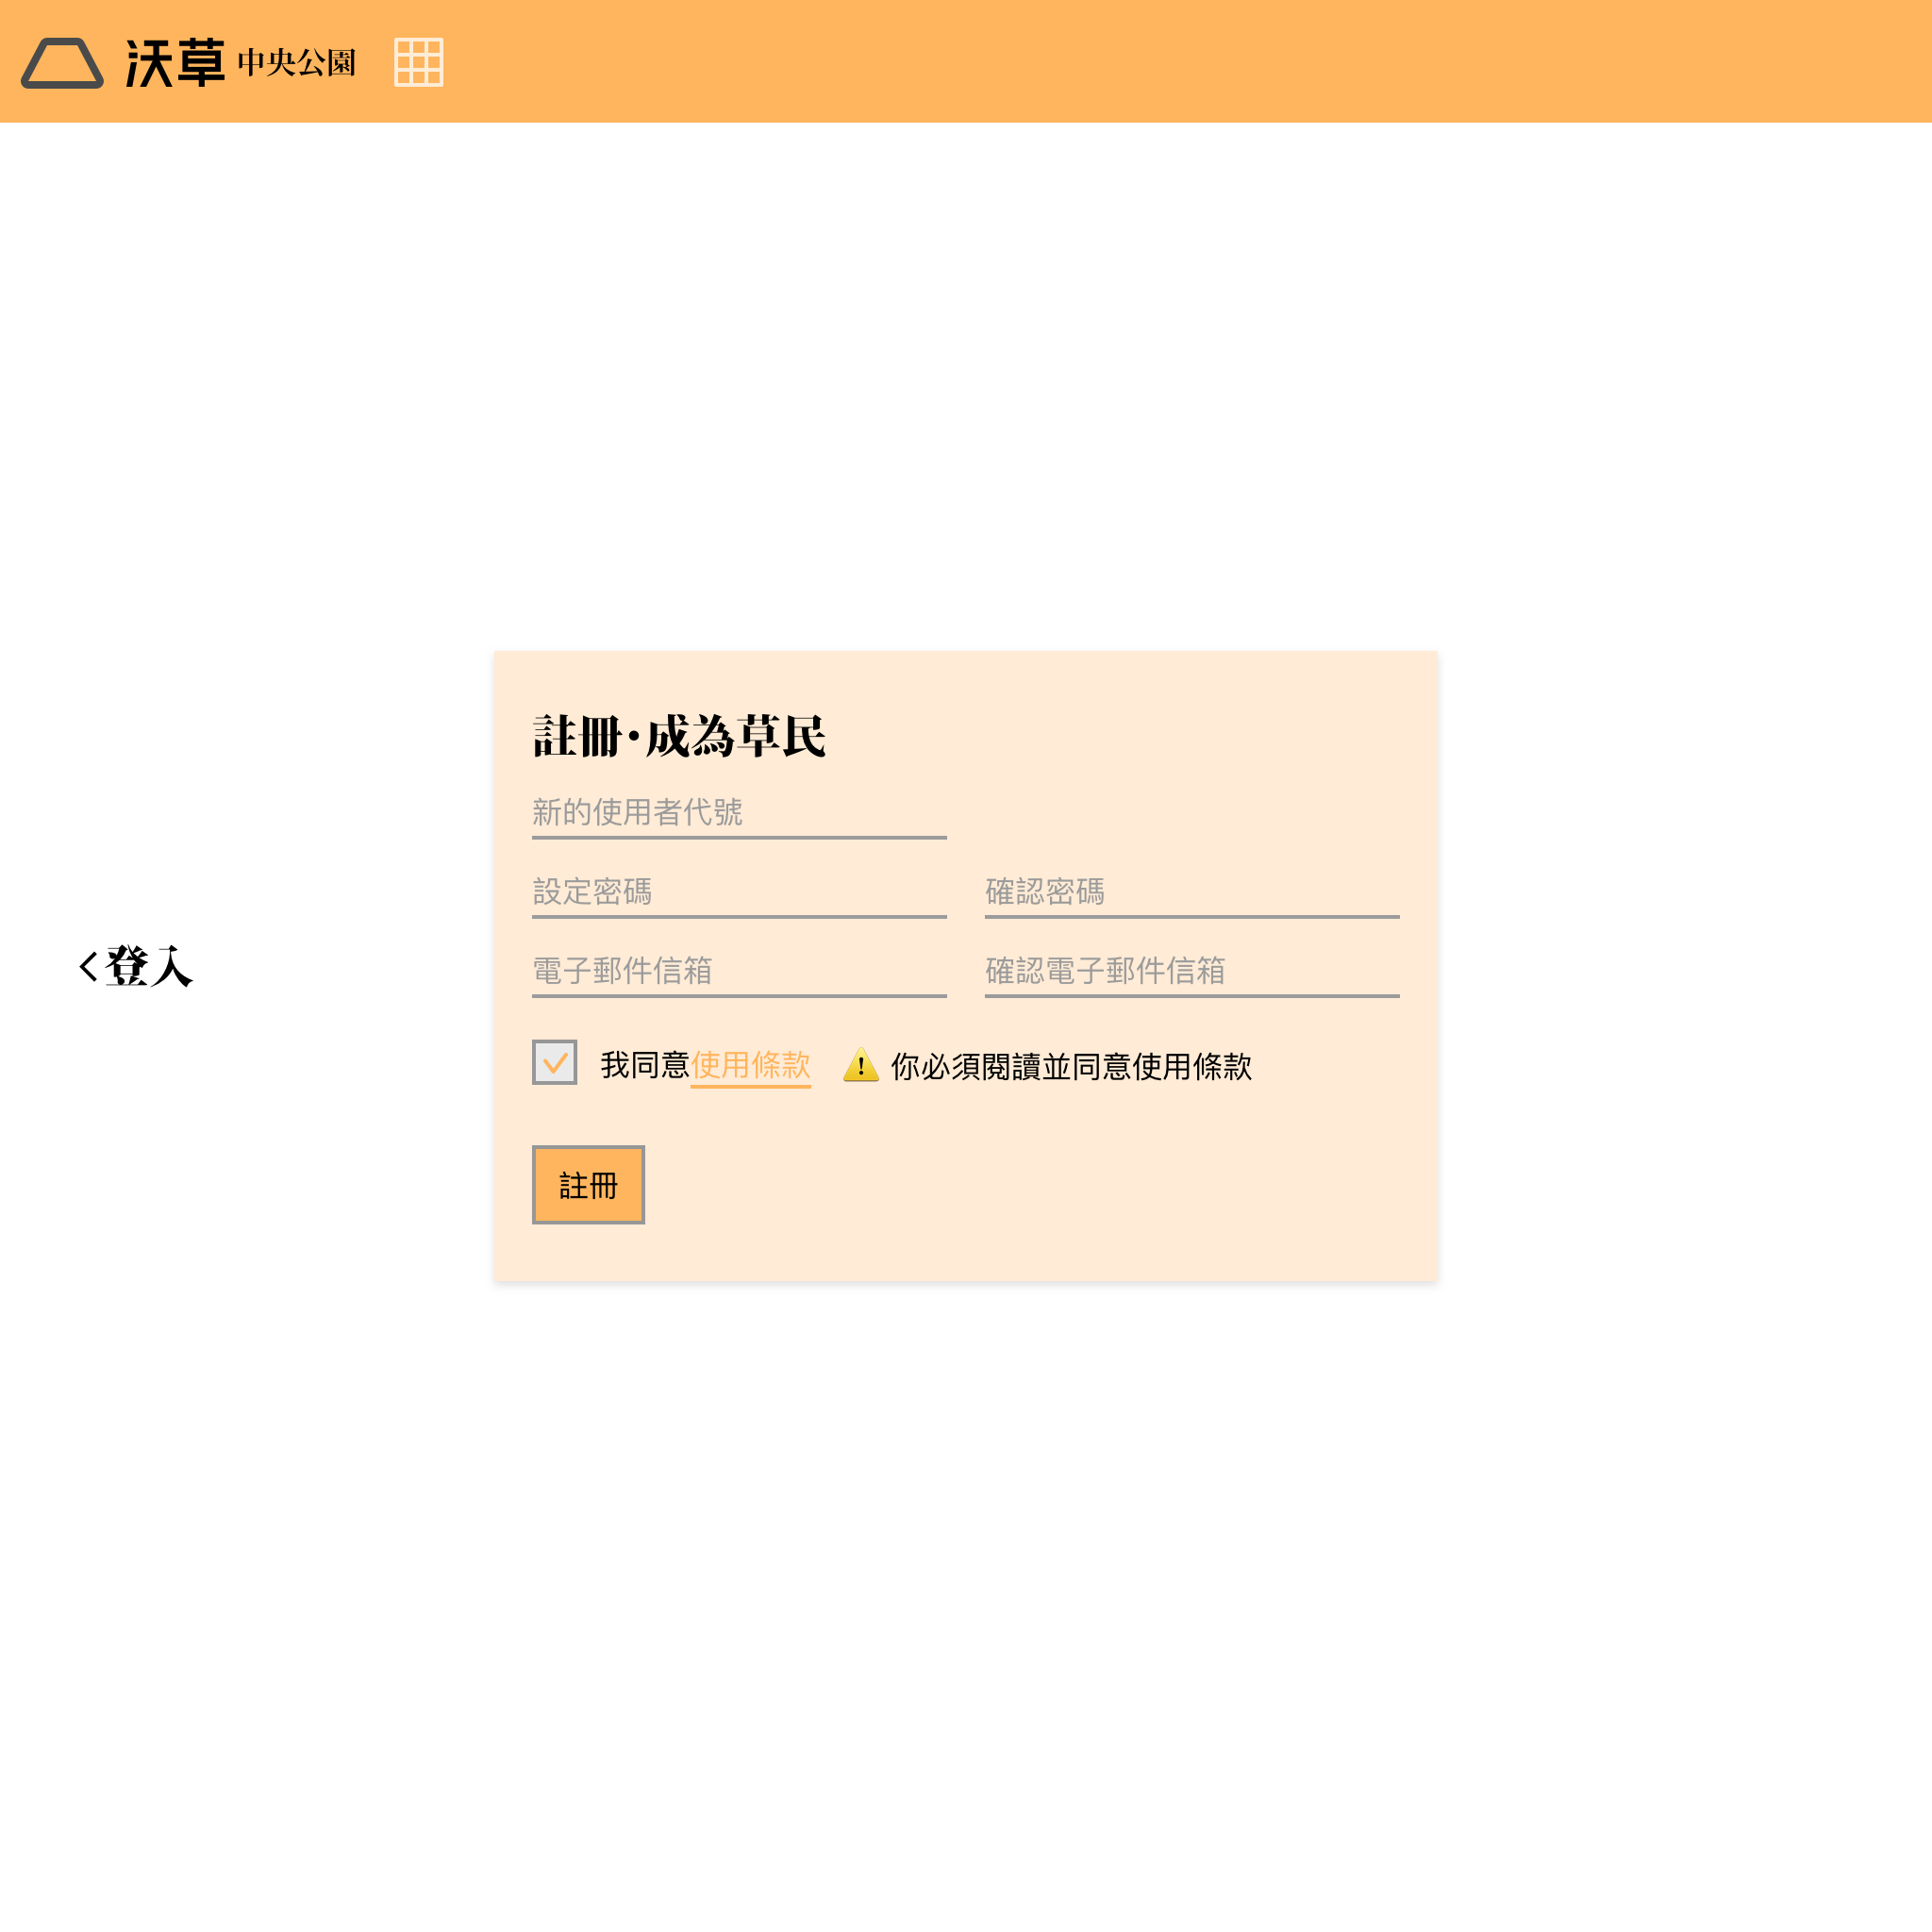 沃草 中央公園
登入
註冊·成為草民
新的使用者代號
設定密碼 確認密碼
電子郵件信箱 確認電子郵件信箱
我同意使用條款 你必須閱讀並同意使用條款
註冊